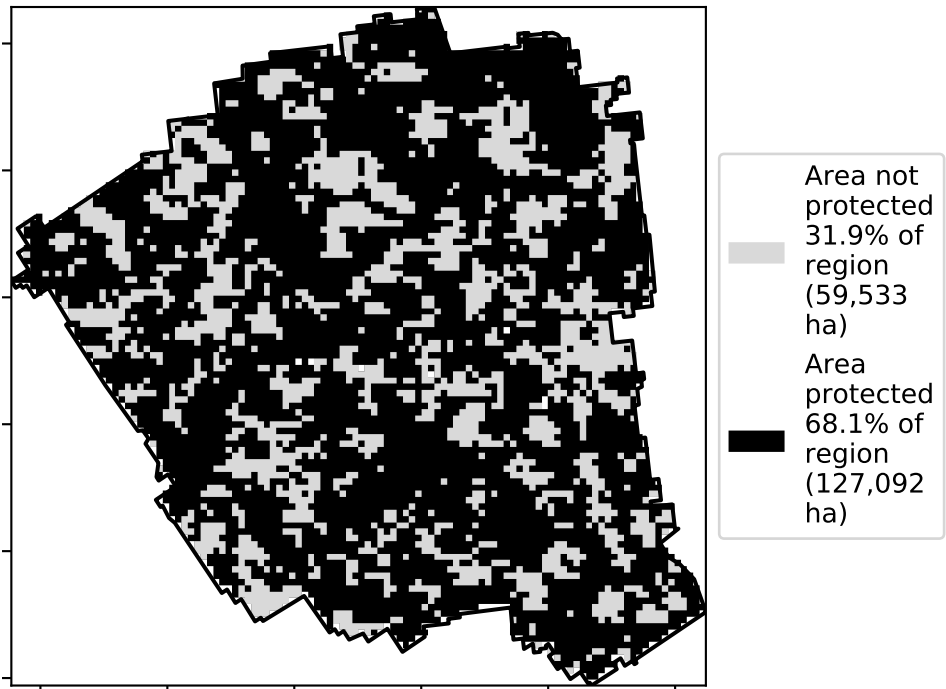 Area not
protected
31.9% of
region
(59,533
ha)
Area
protected
68.1% of
region
(127,092
ha)